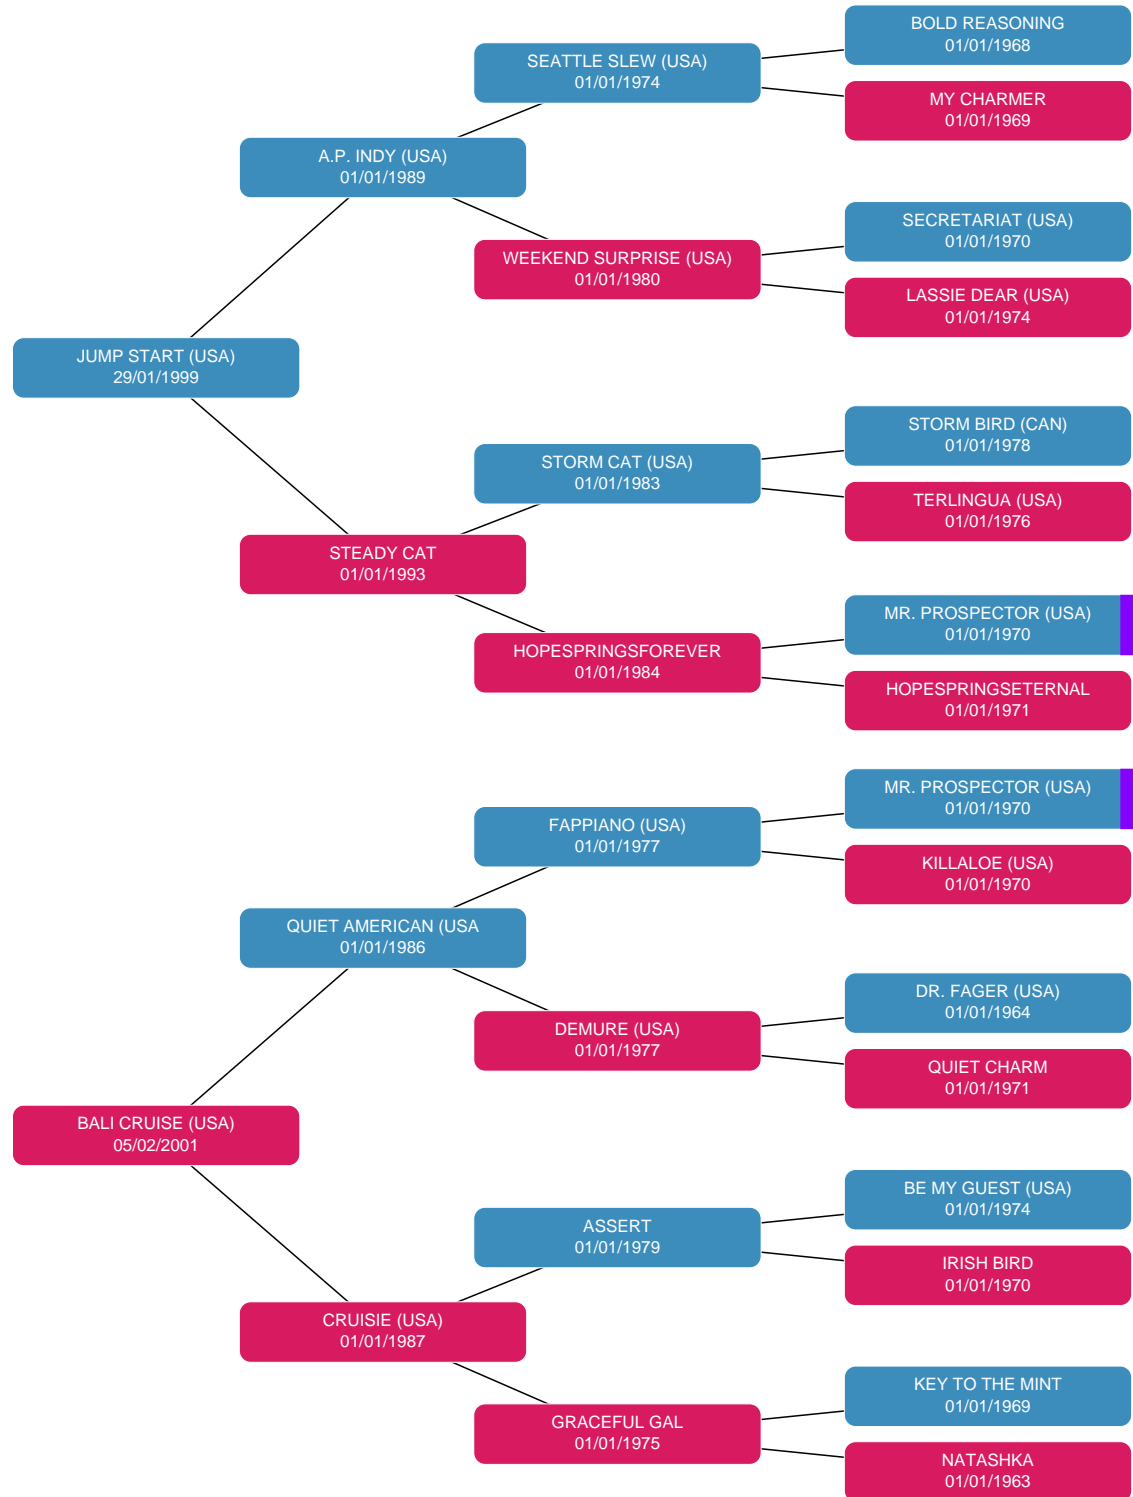 BOLD REASONING
01/01/1968
SEATTLE SLEW (USA)
01/01/1974
MY CHARMER
01/01/1969
A.P. INDY (USA)
01/01/1989
SECRETARIAT (USA)
01/01/1970
WEEKEND SURPRISE (USA)
01/01/1980
LASSIE DEAR (USA)
01/01/1974
JUMP START (USA)
29/01/1999
STORM BIRD (CAN)
01/01/1978
STORM CAT (USA)
01/01/1983
TERLINGUA (USA)
01/01/1976
STEADY CAT
01/01/1993
MR. PROSPECTOR (USA)
01/01/1970
HOPESPRINGSFOREVER
01/01/1984
HOPESPRINGSETERNAL
01/01/1971
MR. PROSPECTOR (USA)
01/01/1970
FAPPIANO (USA)
01/01/1977
KILLALOE (USA)
01/01/1970
QUIET AMERICAN (USA
01/01/1986
DR. FAGER (USA)
01/01/1964
DEMURE (USA)
01/01/1977
QUIET CHARM
01/01/1971
BALI CRUISE (USA)
05/02/2001
BE MY GUEST (USA)
01/01/1974
ASSERT
01/01/1979
IRISH BIRD
01/01/1970
CRUISIE (USA)
01/01/1987
KEY TO THE MINT
01/01/1969
GRACEFUL GAL
01/01/1975
NATASHKA
01/01/1963